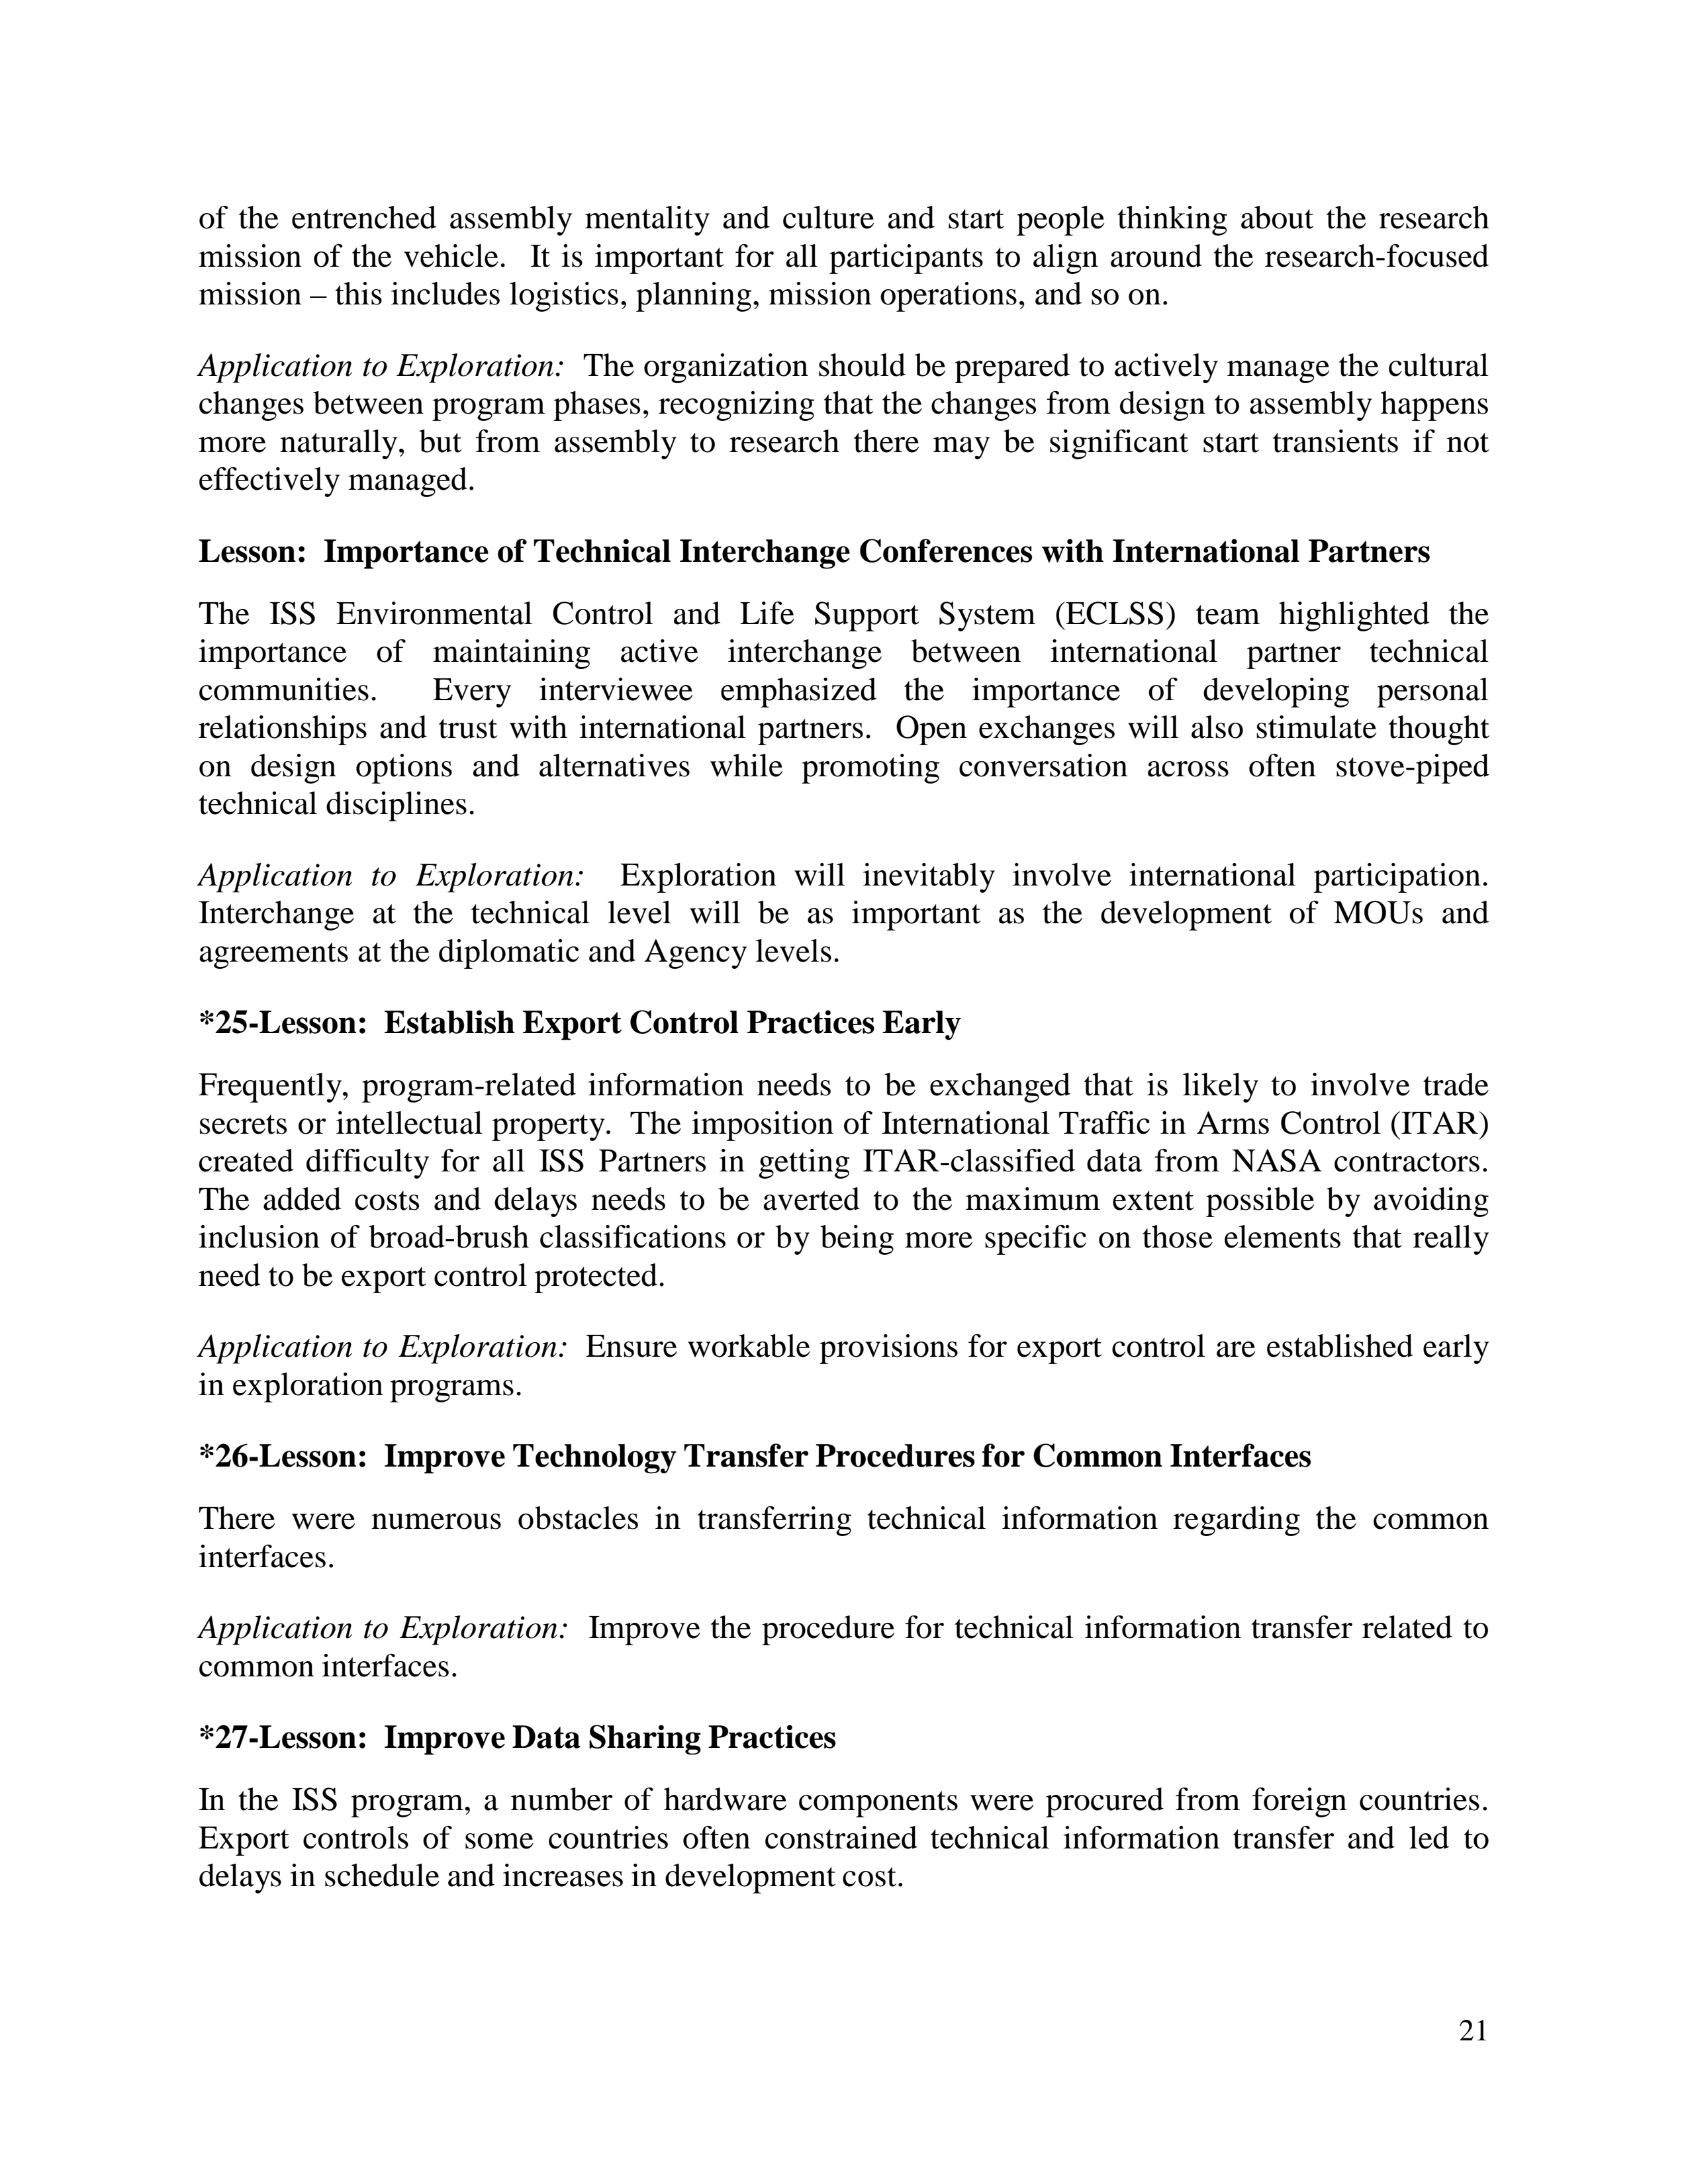 of the entrenched assembly mentality and culture and start people thinking about the research
mission of the vehicle.  It is important for all participants to align around the research-focused
mission – this includes logistics, planning, mission operations, and so on.
Application to Exploration:  The organization should be prepared to actively manage the cultural
changes between program phases, recognizing that the changes from design to assembly happens
more naturally, but from assembly to research there may be significant start transients if not
effectively managed.
Lesson:  Importance of Technical Interchange Conferences with International Partners
The ISS Environmental Control and Life Support System (ECLSS) team highlighted the
importance of maintaining active interchange between international partner technical
communities.  Every interviewee emphasized the importance of developing personal
relationships and trust with international partners.  Open exchanges will also stimulate thought
on design options and alternatives while promoting conversation across often stove-piped
technical disciplines.
Application to Exploration:  Exploration will inevitably involve international participation.
Interchange at the technical level will be as important as the development of MOUs and
agreements at the diplomatic and Agency levels.
*25-Lesson:  Establish Export Control Practices Early
Frequently, program-related information needs to be exchanged that is likely to involve trade
secrets or intellectual property.  The imposition of International Traffic in Arms Control (ITAR)
created difficulty for all ISS Partners in getting ITAR-classified data from NASA contractors.
The added costs and delays needs to be averted to the maximum extent possible by avoiding
inclusion of broad-brush classifications or by being more specific on those elements that really
need to be export control protected.
Application to Exploration:  Ensure workable provisions for export control are established early
in exploration programs.
*26-Lesson:  Improve Technology Transfer Procedures for Common Interfaces
There were numerous obstacles in transferring technical information regarding the common
interfaces.
Application to Exploration:  Improve the procedure for technical information transfer related to
common interfaces.
*27-Lesson:  Improve Data Sharing Practices
In the ISS program, a number of hardware components were procured from foreign countries.
Export controls of some countries often constrained technical information transfer and led to
delays in schedule and increases in development cost.
21